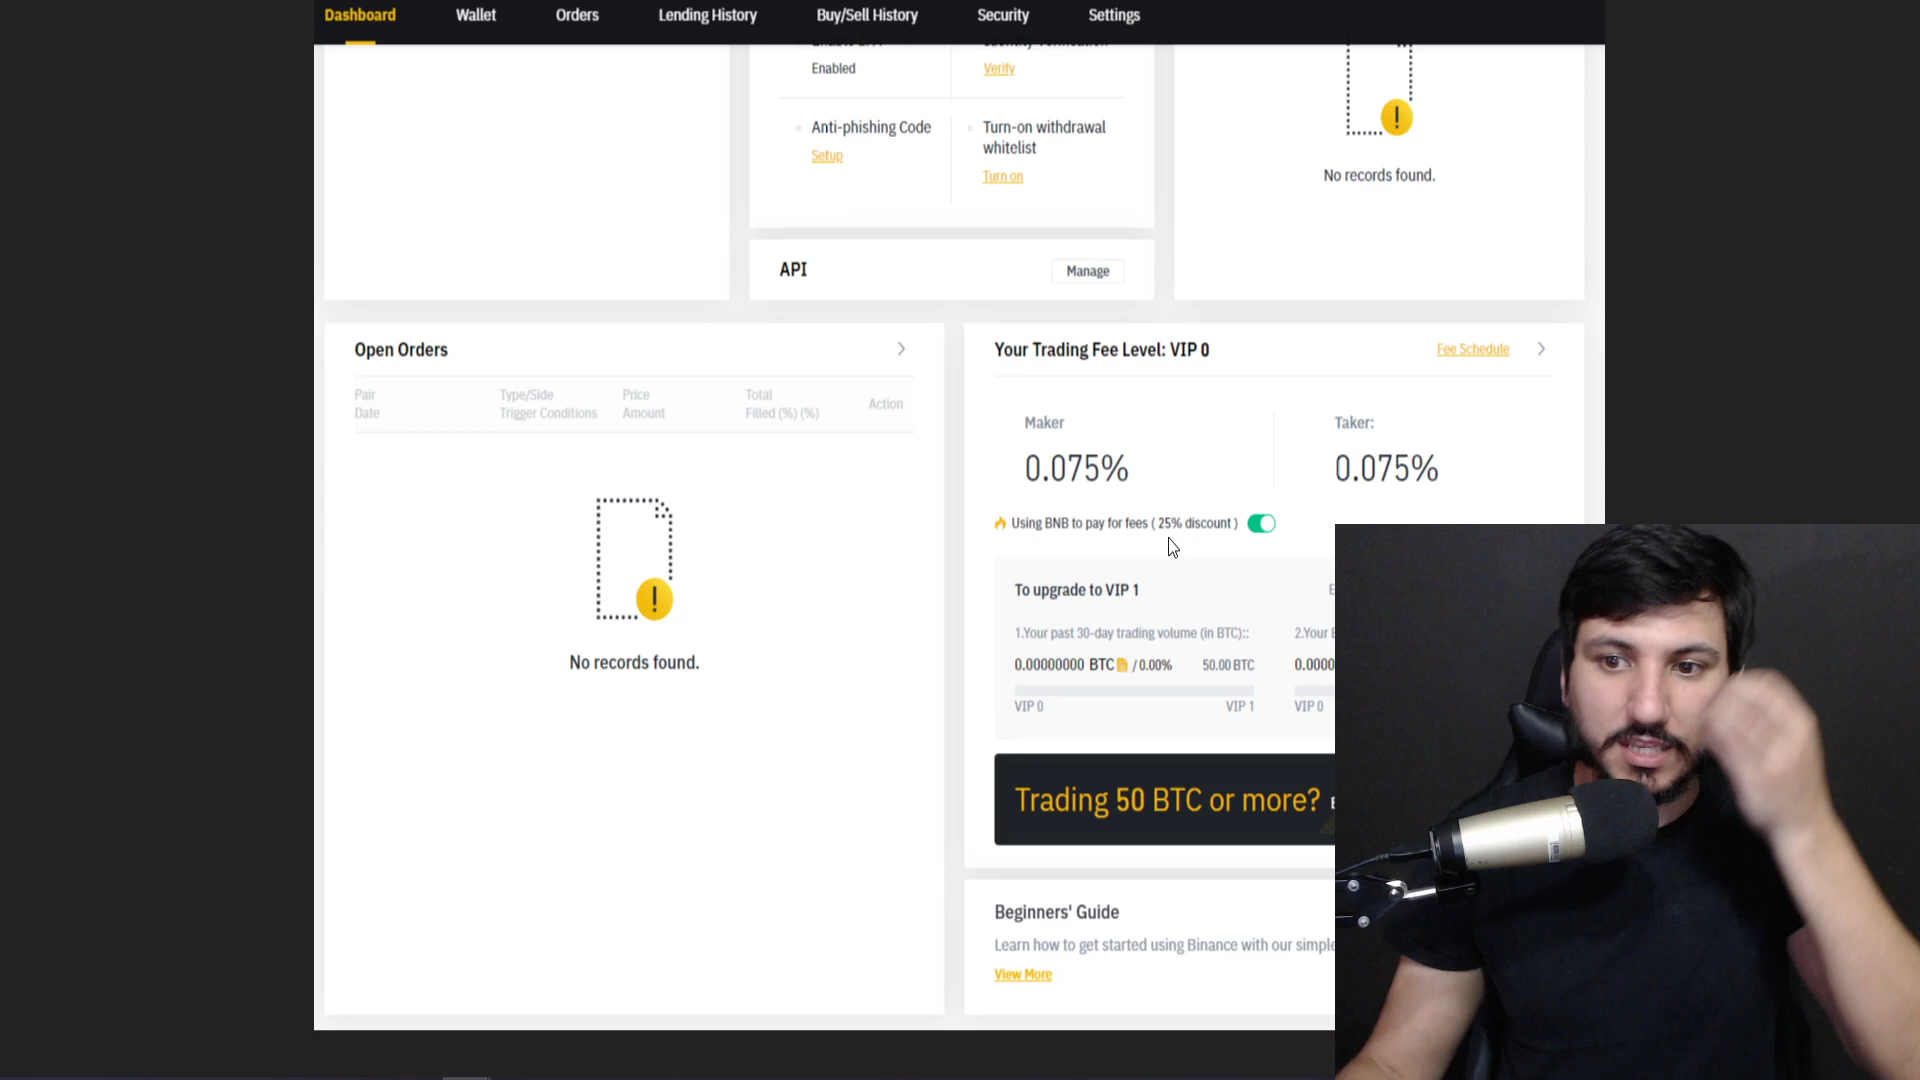 Dashboard Wallet Orders Lending History Buy/Sell History Security Settings
Enabled
Verify
Anti-phishing Code
Setup
Turn-on withdrawal
whitelist
Turn on
No records found.
API
Manage
Open Orders
Pair
Date
Type/Side
Trigger Conditions
Price
Amount
Total
Filled (%) (%)
Action
No records found.
Your Trading Fee Level: VIP 0
Fee Schedule
Maker
0.075%
Taker:
0.075%
Using BNB to pay for fees ( 25% discount )
To upgrade to VIP 1
1.Your past 30-day trading volume (in BTC)::
0.00000000 BTC / 0.00% 50.00 BTC
VIP 0 VIP 1
2.Your
0.0000
VIP 0
Trading 50 BTC or more?
Beginners' Guide
Learn how to get started using Binance with our simple
View More